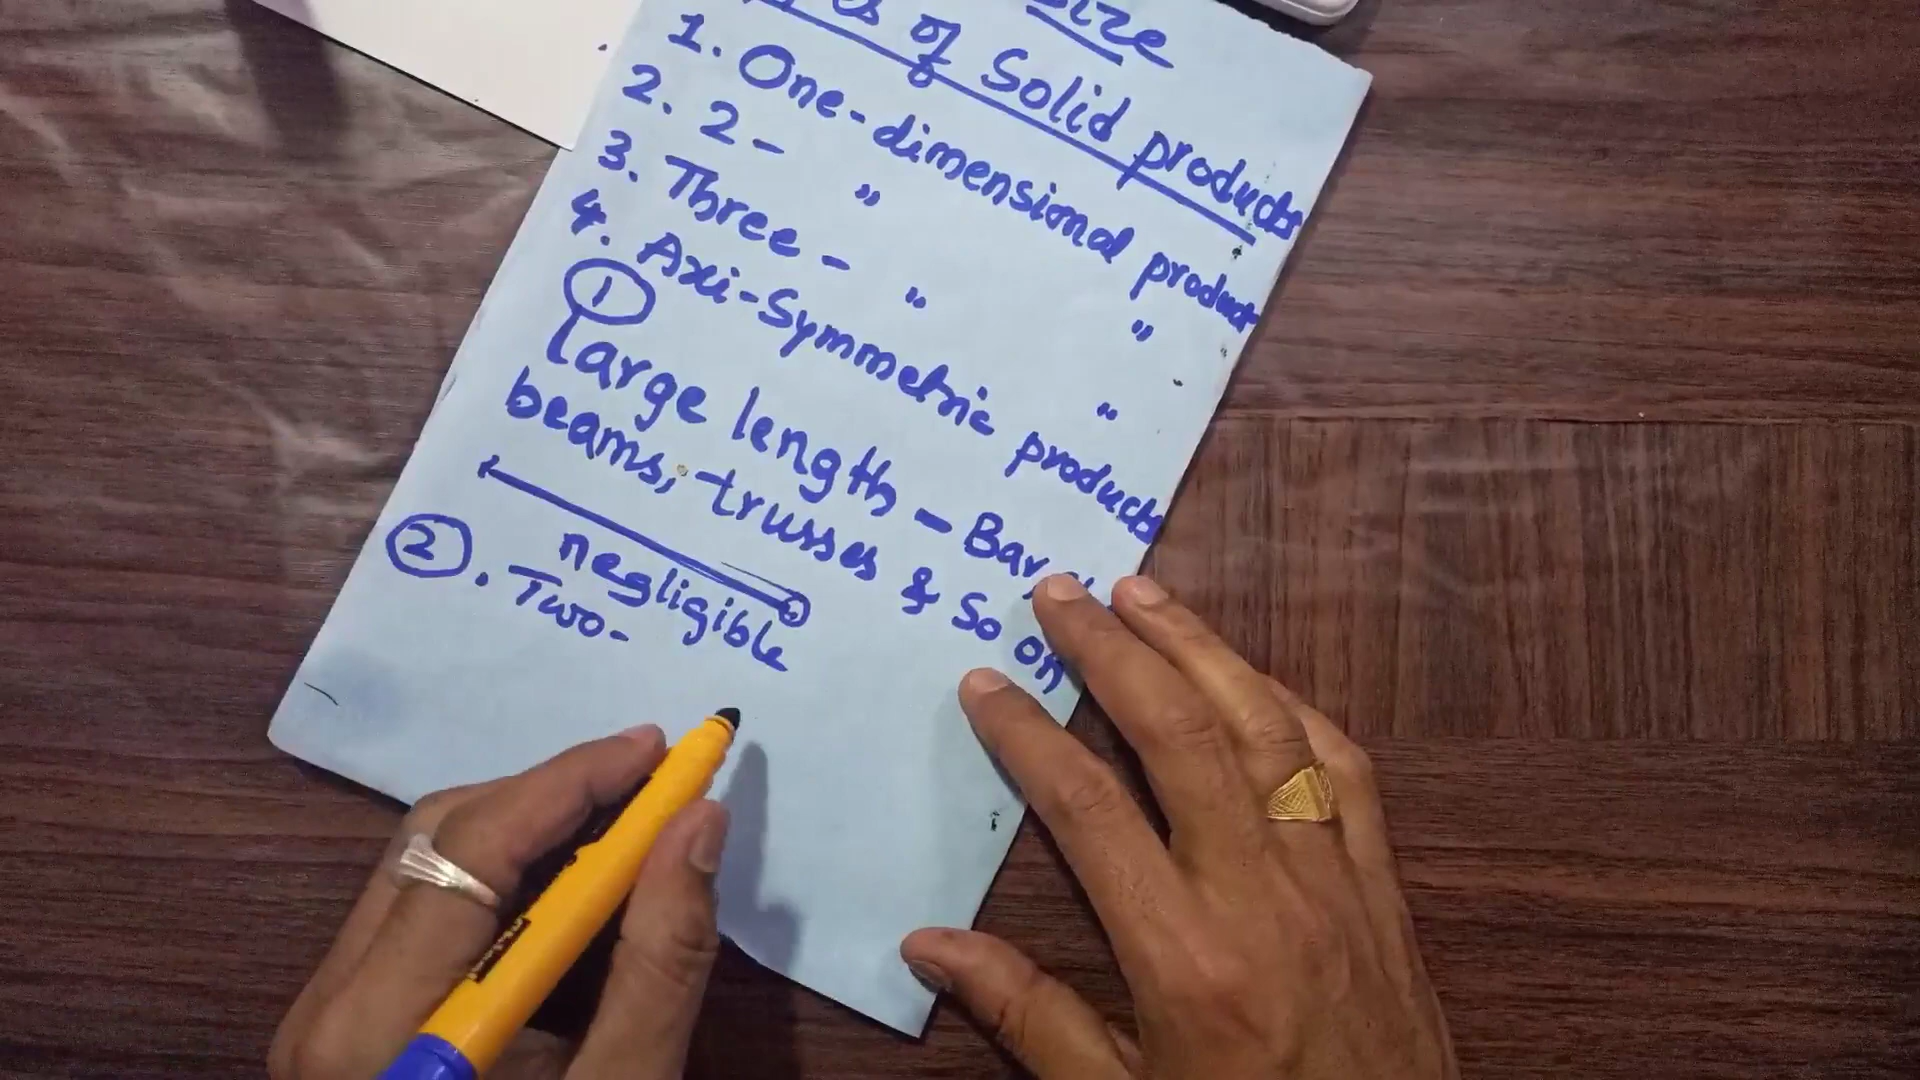 size
of Solid products
1. One-dimensional product
2. 2- " "
3. Three - " "
4. Axi-Symmetric products
1
large length - Bar,
beams, trusses & So on
negligible
2. Two-